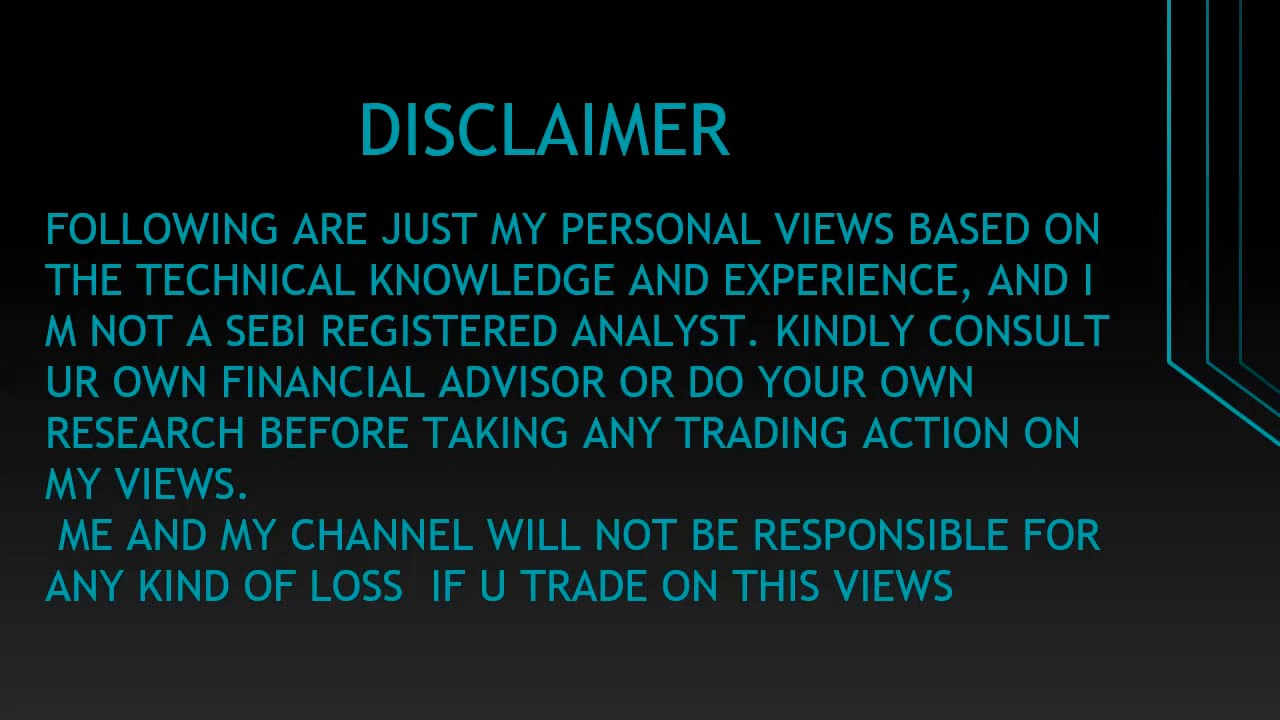 DISCLAIMER
FOLLOWING ARE JUST MY PERSONAL VIEWS BASED ON
THE TECHNICAL KNOWLEDGE AND EXPERIENCE, AND I
M NOT A SEBI REGISTERED ANALYST. KINDLY CONSULT
UR OWN FINANCIAL ADVISOR OR DO YOUR OWN
RESEARCH BEFORE TAKING ANY TRADING ACTION ON
MY VIEWS.
ME AND MY CHANNEL WILL NOT BE RESPONSIBLE FOR
ANY KIND OF LOSS  IF U TRADE ON THIS VIEWS